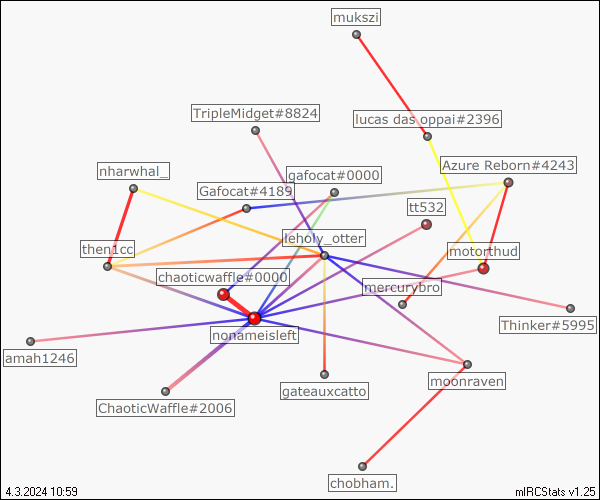 mukszi
TripleMidget#8824
lucas das oppai#2396
nharwhal_
gafocat#0000
Azure Reborn#4243
Gafocat#4189
tt532
then1cc
leholy_otter
motorthud
chaoticwaffle#0000
mercurybro
nonameisleft
Thinker#5995
amah1246
gateauxcatto
moonraven
ChaoticWaffle#2006
chobham.
4.3.2024 10:59
mIRCStats v1.25